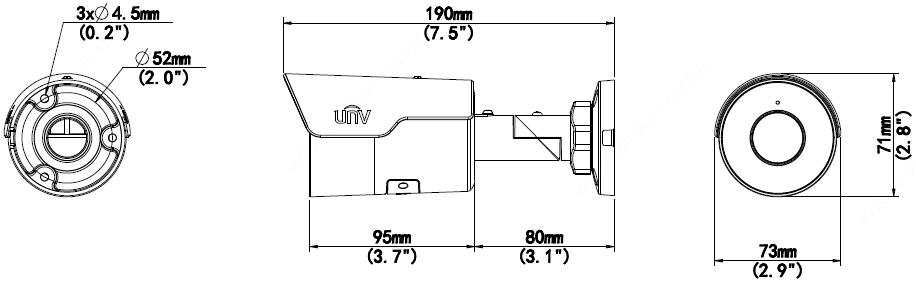 3x∅ 4.5mm
(0.2")
∅ 52mm
(2.0")
190mm
(7.5")
unv
95mm
(3.7")
80mm
(3.1")
71mm
(2.8")
73mm
(2.9")